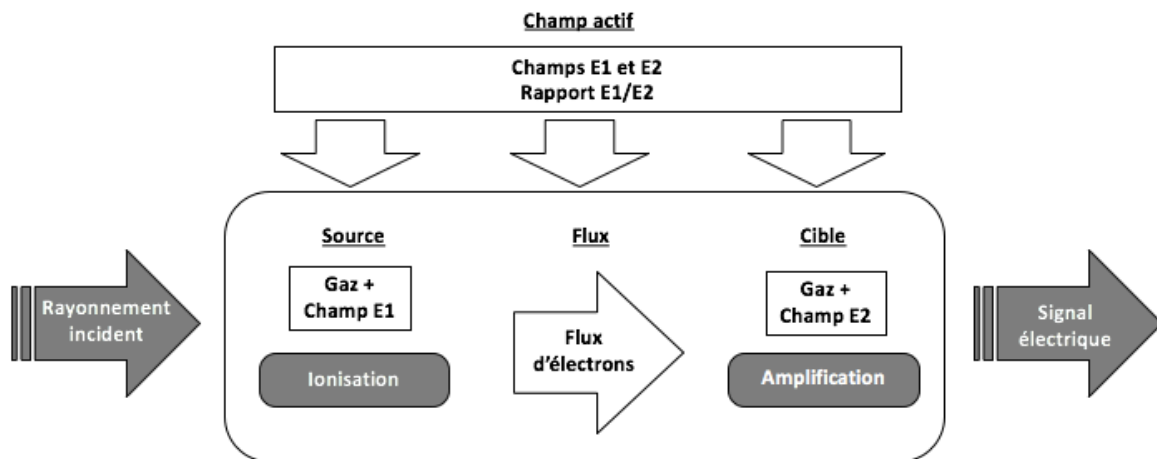 Champ actif
Champs E1 et E2
Rapport E1/E2
Source
Flux
Cible
Gaz +
Champ E1
Gaz +
Champ E2
Rayonnement
incident
Ionisation
Flux
d'électrons
Amplification
Signal
électrique